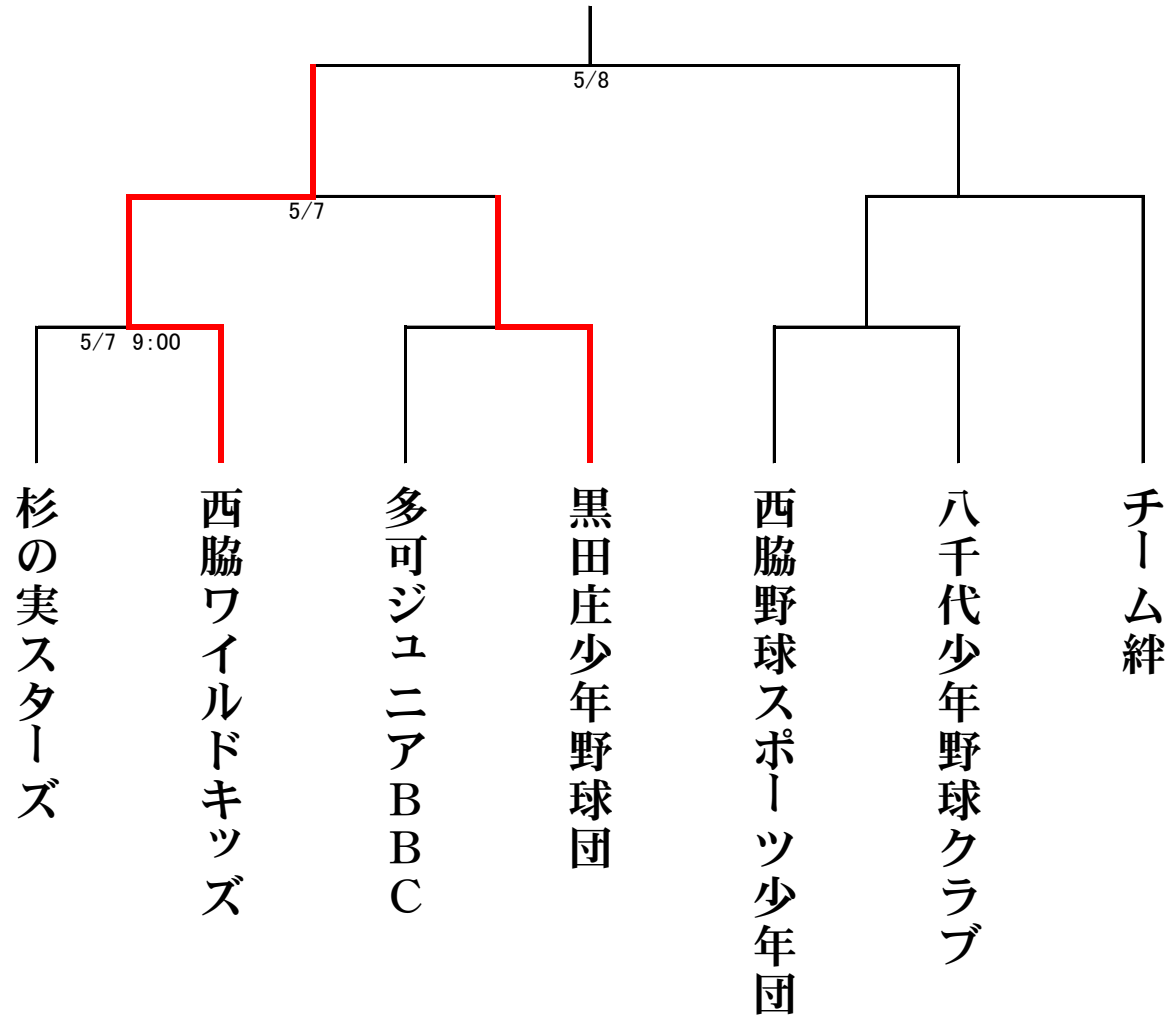 5/8
5/7
5/7 9:00
杉の実スターズ
西脇ワイルドキッズ
多可ジュニアＢＢＣ
黒田庄少年野球団
西脇野球スポーツ少年団
八千代少年野球クラブ
チーム絆